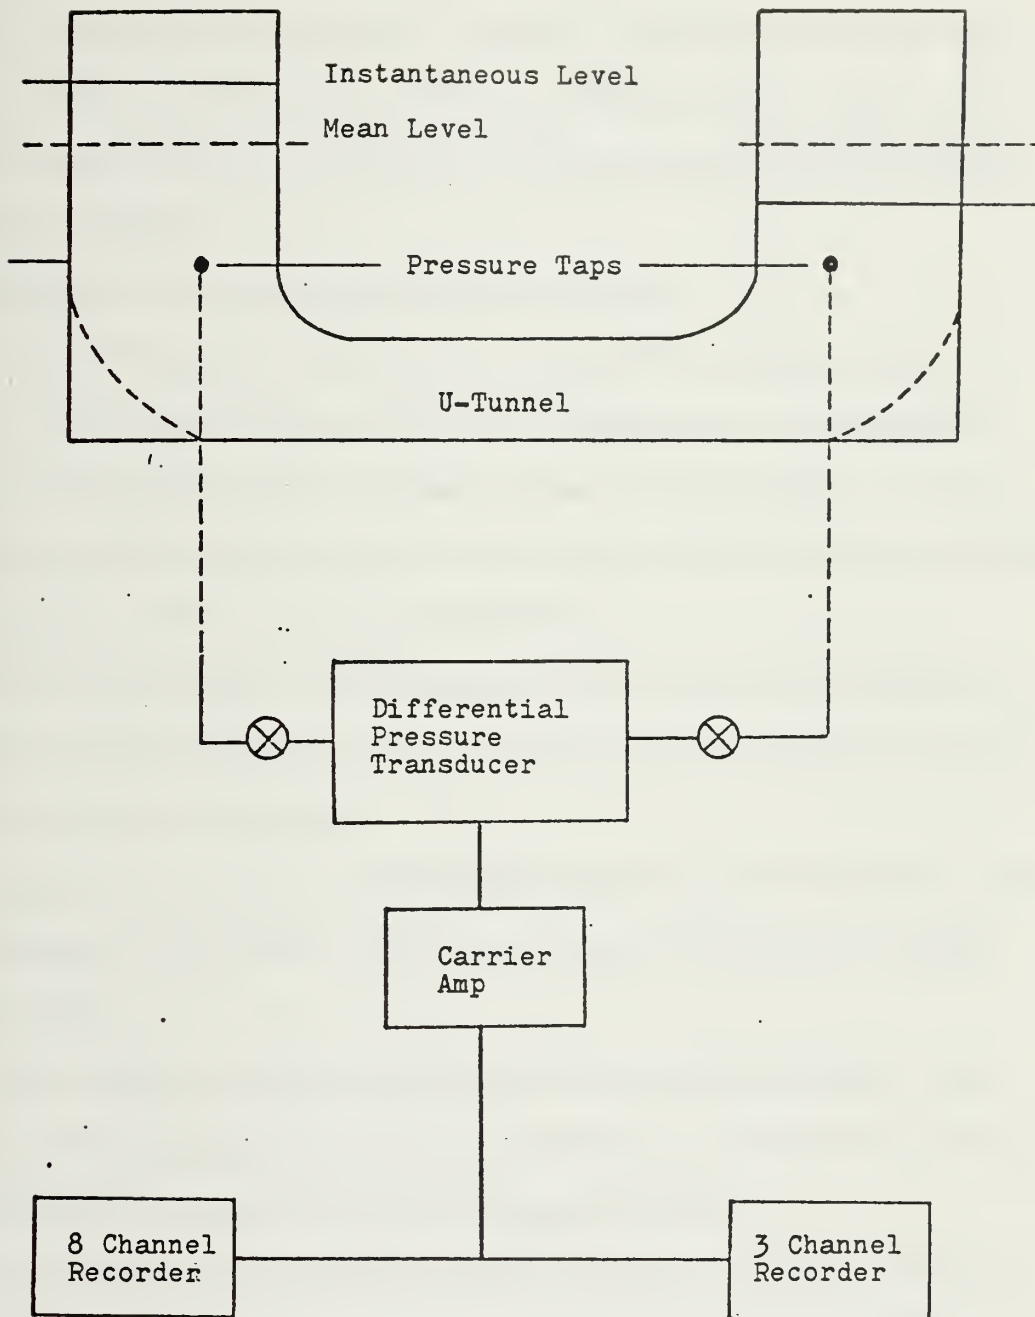 Instantaneous Level
Mean Level
Pressure Taps
U-Tunnel
Differential
Pressure
Transducer
Carrier
Amp
8 Channel
Recorder
3 Channel
Recorder